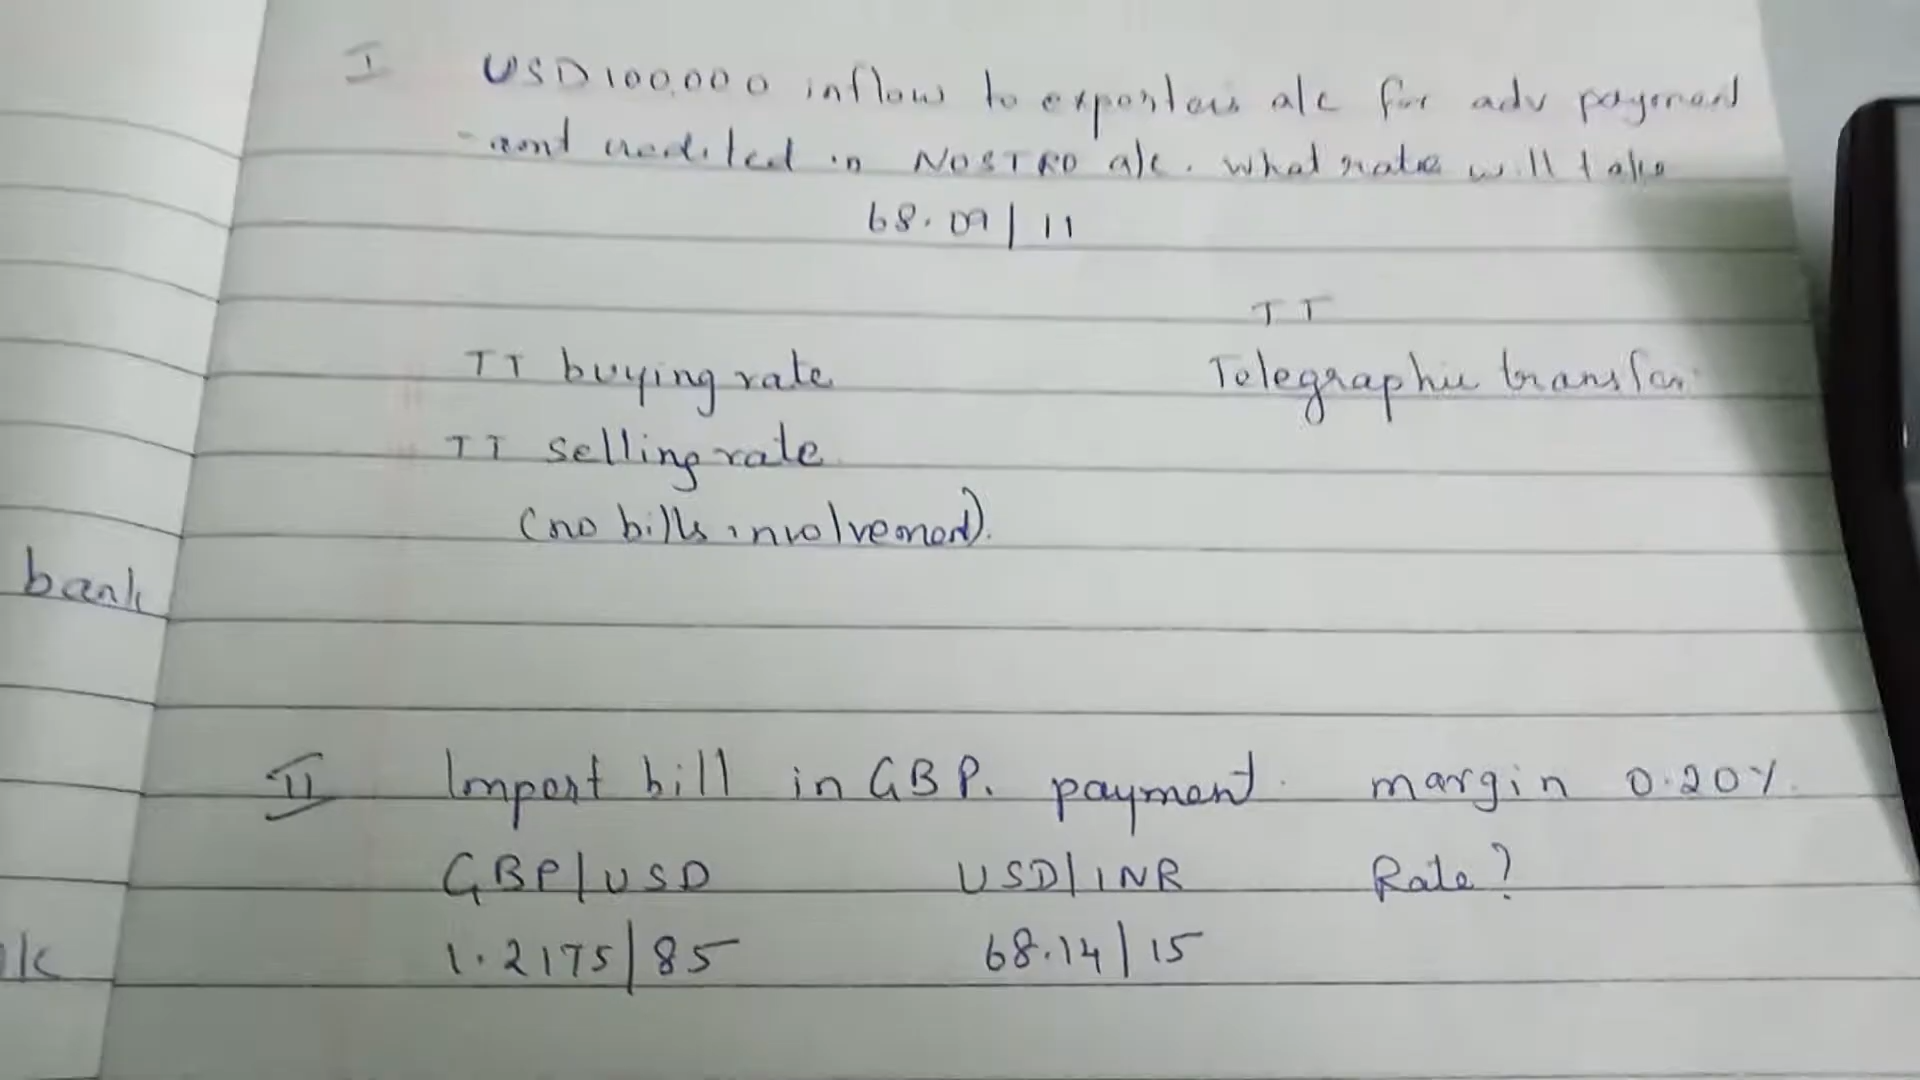 I USD 100,000 inflow to exporters a/c for adv payment
- amt credited in NOSTRO a/c. What rate will take
68.09 | 11
TT
TT buying rate Telegraphic transfer
TT selling rate
(no bills involvement).
bank
II Import bill in GBP. payment. margin 0.20%.
GBP/USD USD/INR Rate?
1.2175/85 68.14/15